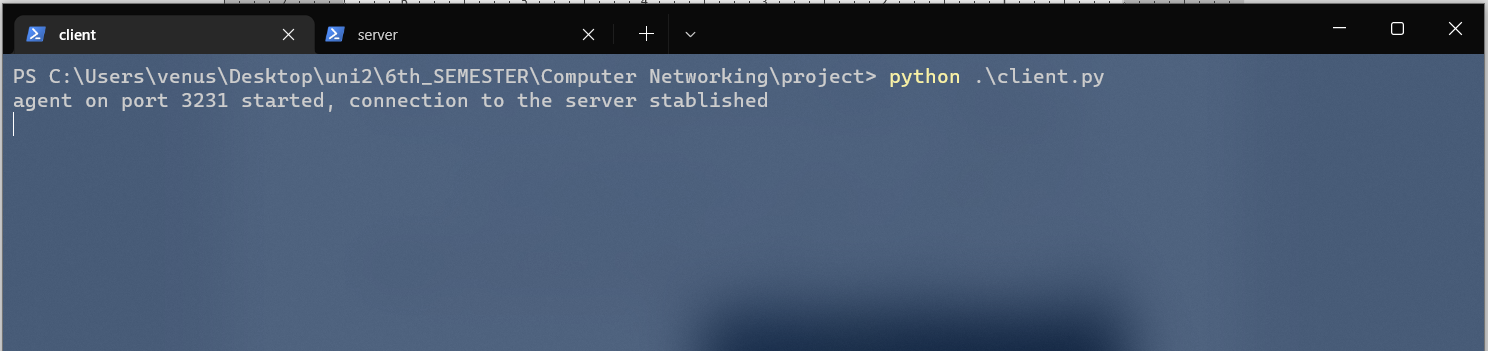 client
server
PS C:\Users\venus\Desktop\uni2\6th_SEMESTER\Computer Networking\project> python .\client.py
agent on port 3231 started, connection to the server stablished